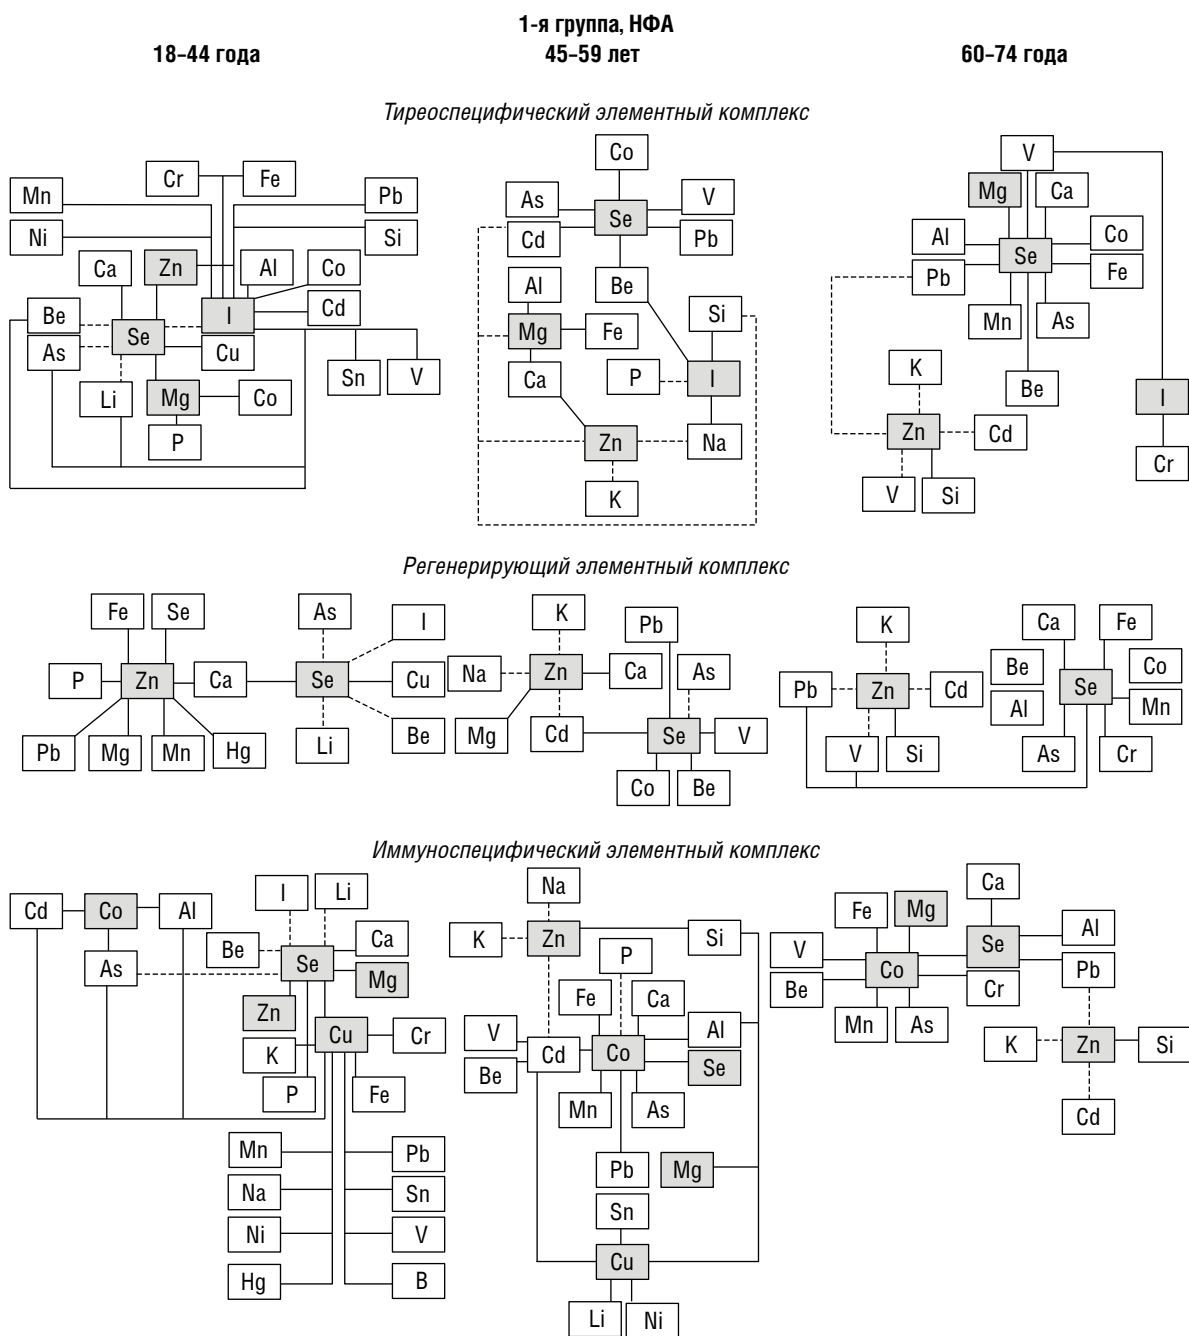 1-я группа, НФА
18–44 года 45–59 лет 60–74 года
Тиреоспецифический элементный комплекс
Cr Fe
Mn Pb
Ni Si
Ca Zn Al Co
Be I Cd
As Se Cu
Li Mg Co Sn V
P
Co
As V
Se
Cd Pb
Al Be
Mg Fe Si
Ca P I
Zn Na
K
V
Mg Ca
Al Co
Se
Pb Fe
Mn As
K Be I
Zn Cd
V Si Cr
Регенерирующий элементный комплекс
Fe Se As I
P Zn Ca Se Cu
Pb Mg Mn Hg Li Be
K Pb
Na Zn Ca As
Mg Cd Se V
Co Be
K Ca Fe
Be Co
Pb Zn Cd Se
Al Mn
V Si As Cr
Иммуноспецифический элементный комплекс
I Li
Cd Co Al
Be Ca
As Se
Mg
Zn
Cu Cr
K
P Fe
Mn Pb
Na Sn
Ni V
Hg B
Na
K Zn Si
P
Fe Ca
V Al
Cd Co
Be Se
Mn As
Pb Mg
Sn
Cu
Li Ni
Ca
Fe Mg
Se Al
V
Co Pb
Be Cr
Mn As
K Zn Si
Cd